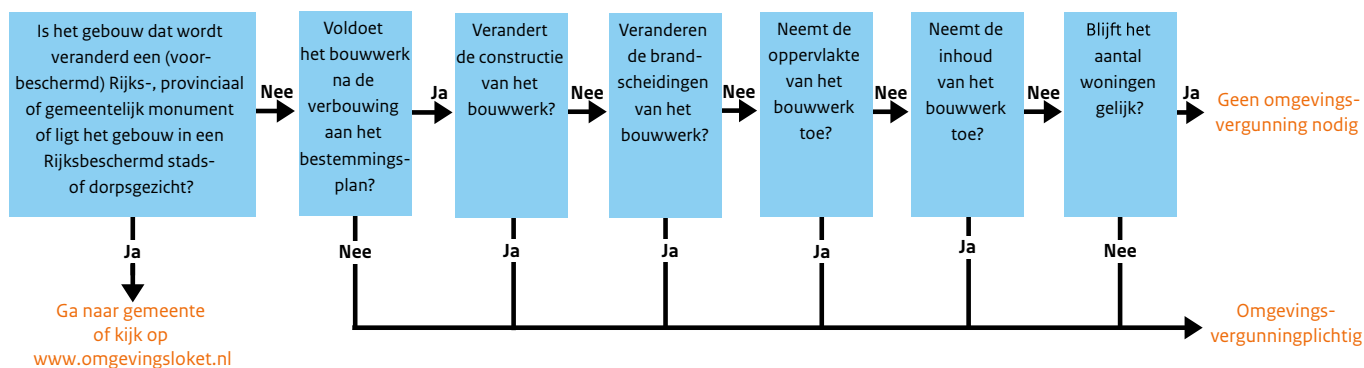 Is het gebouw dat wordt
veranderd een (voor-
beschermd) Rijks-, provinciaal
of gemeentelijk monument
of ligt het gebouw in een
Rijksbeschermd stads-
of dorpsgezicht?
Nee
Voldoet
het bouwwerk
na de
verbouwing
aan het
bestemmings-
plan?
Ja
Verandert
de constructie
van het
bouwwerk?
Nee
Veranderen
de brand-
scheidingen
van het
bouwwerk?
Nee
Neemt de
oppervlakte
van het
bouwwerk
toe?
Nee
Neemt de
inhoud
van het
bouwwerk
toe?
Nee
Blijft het
aantal
woningen
gelijk?
Ja
Geen omgevings-
vergunning nodig
Ja
Nee
Ja
Ja
Ja
Ja
Nee
Ga naar gemeente
of kijk op
www.omgevingsloket.nl
Omgevings-
vergunningplichtig